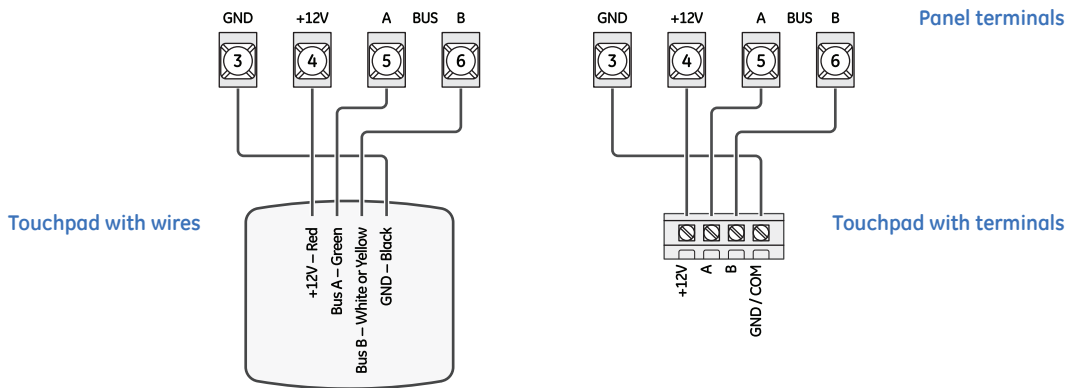 GND +12V A BUS B
3 4 5 6
GND +12V A BUS B
3 4 5 6
Panel terminals
Touchpad with wires
+12V – Red
Bus A – Green
Bus B – White or Yellow
GND – Black
+12V
A
B
GND / COM
Touchpad with terminals